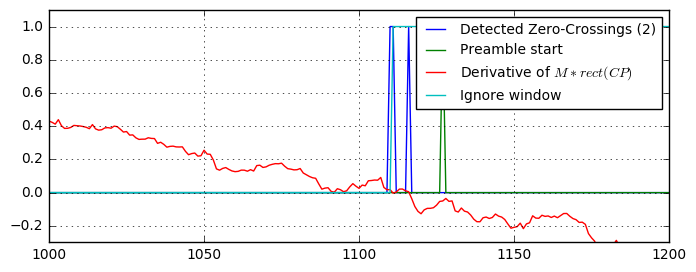 1.0
0.8
0.6
0.4
0.2
0.0
−0.2
1000 1050 1100 1150 1200
Detected Zero-Crossings (2)
Preamble start
Derivative of M ∗ rect(CP)
Ignore window